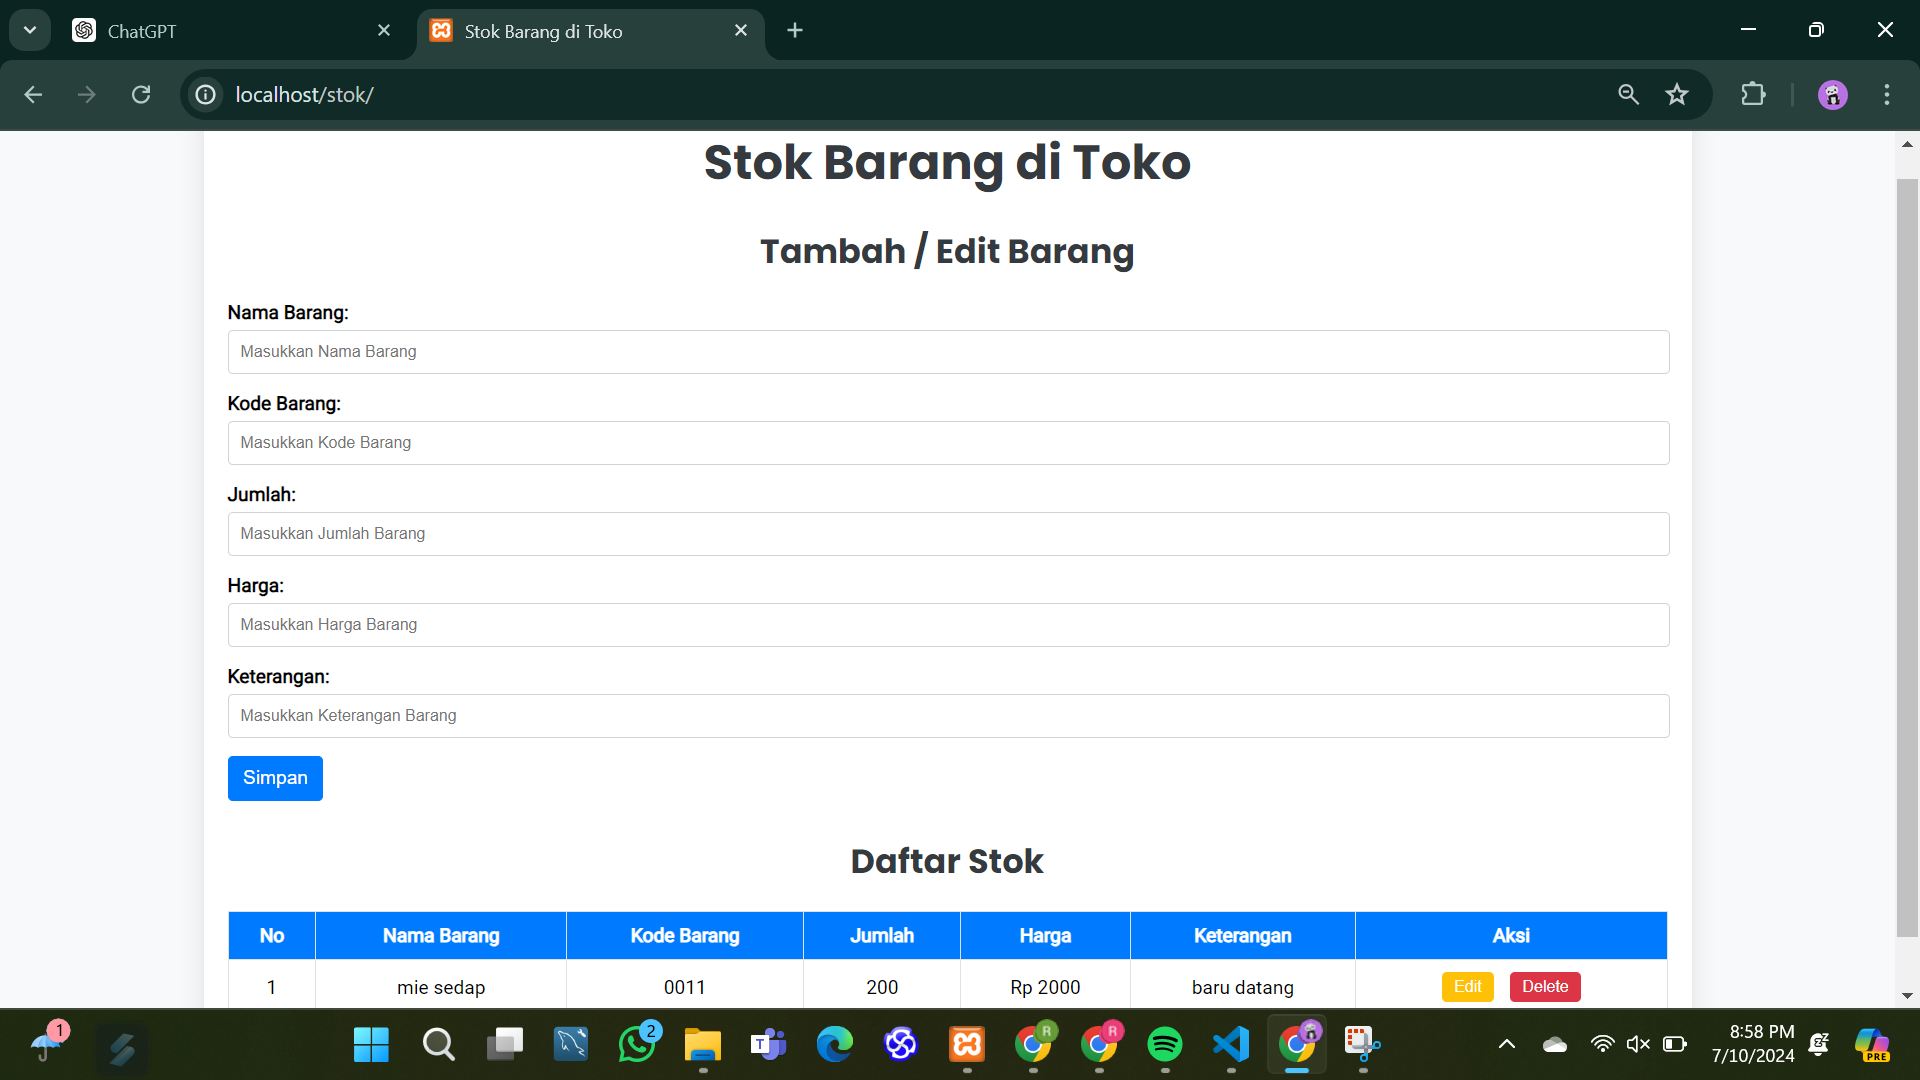 ChatGPT
Stok Barang di Toko
localhost/stok/
Stok Barang di Toko
Tambah / Edit Barang
Nama Barang:
Masukkan Nama Barang
Kode Barang:
Masukkan Kode Barang
Jumlah:
Masukkan Jumlah Barang
Harga:
Masukkan Harga Barang
Keterangan:
Masukkan Keterangan Barang
Simpan
Daftar Stok
No Nama Barang Kode Barang Jumlah Harga Keterangan Aksi
1 mie sedap 0011 200 Rp 2000 baru datang Edit Delete
1
2
T
R
R
8:58 PM
7/10/2024
PRE